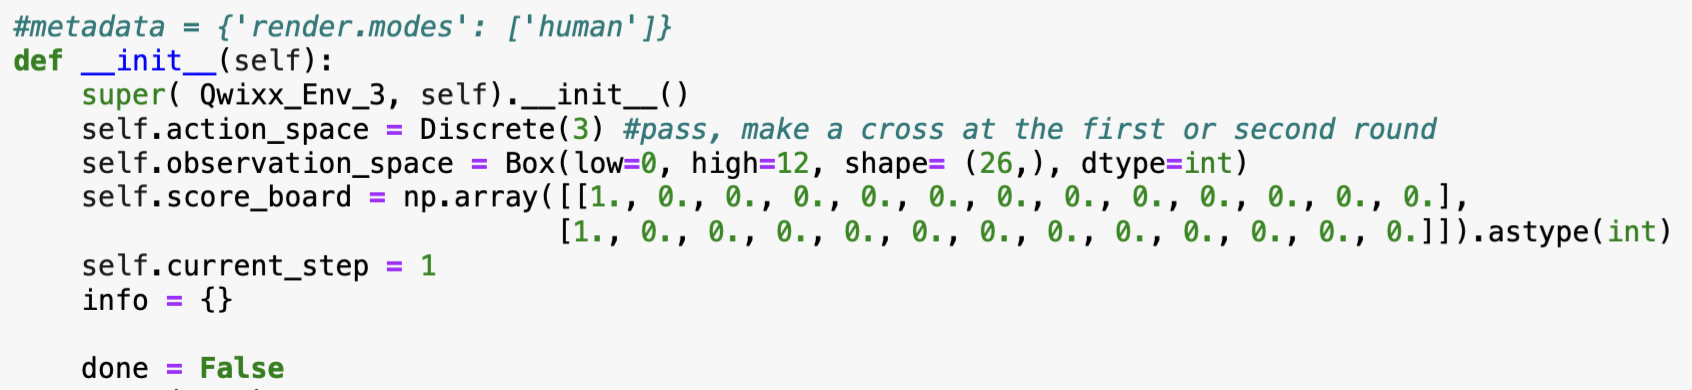 #metadata = {'render.modes': ['human']}
def __init__(self):
    super( Qwixx_Env_3, self).__init__()
    self.action_space = Discrete(3) #pass, make a cross at the first or second round
    self.observation_space = Box(low=0, high=12, shape= (26,), dtype=int)
    self.score_board = np.array([[1., 0., 0., 0., 0., 0., 0., 0., 0., 0., 0., 0., 0.],
                                [1., 0., 0., 0., 0., 0., 0., 0., 0., 0., 0., 0., 0.]]).astype(int)
    self.current_step = 1
    info = {}

    done = False